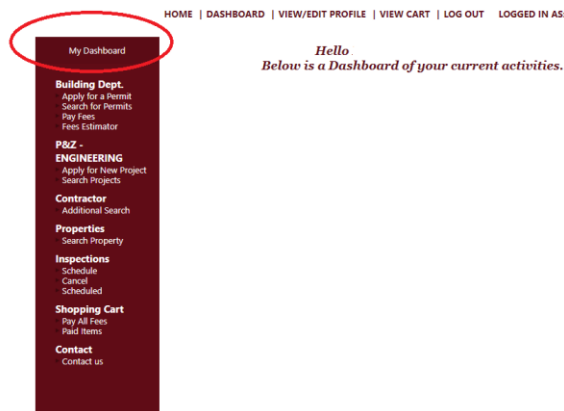 HOME | DASHBOARD | VIEW/EDIT PROFILE | VIEW CART | LOG OUT LOGGED IN AS:
My Dashboard
Hello
Below is a Dashboard of your current activities.
Building Dept.
Apply for a Permit
Search for Permits
Pay Fees
Fees Estimator
P&Z -
ENGINEERING
Apply for New Project
Search Projects
Contractor
Additional Search
Properties
Search Property
Inspections
Schedule
Cancel
Scheduled
Shopping Cart
Pay All Fees
Paid Items
Contact
Contact us